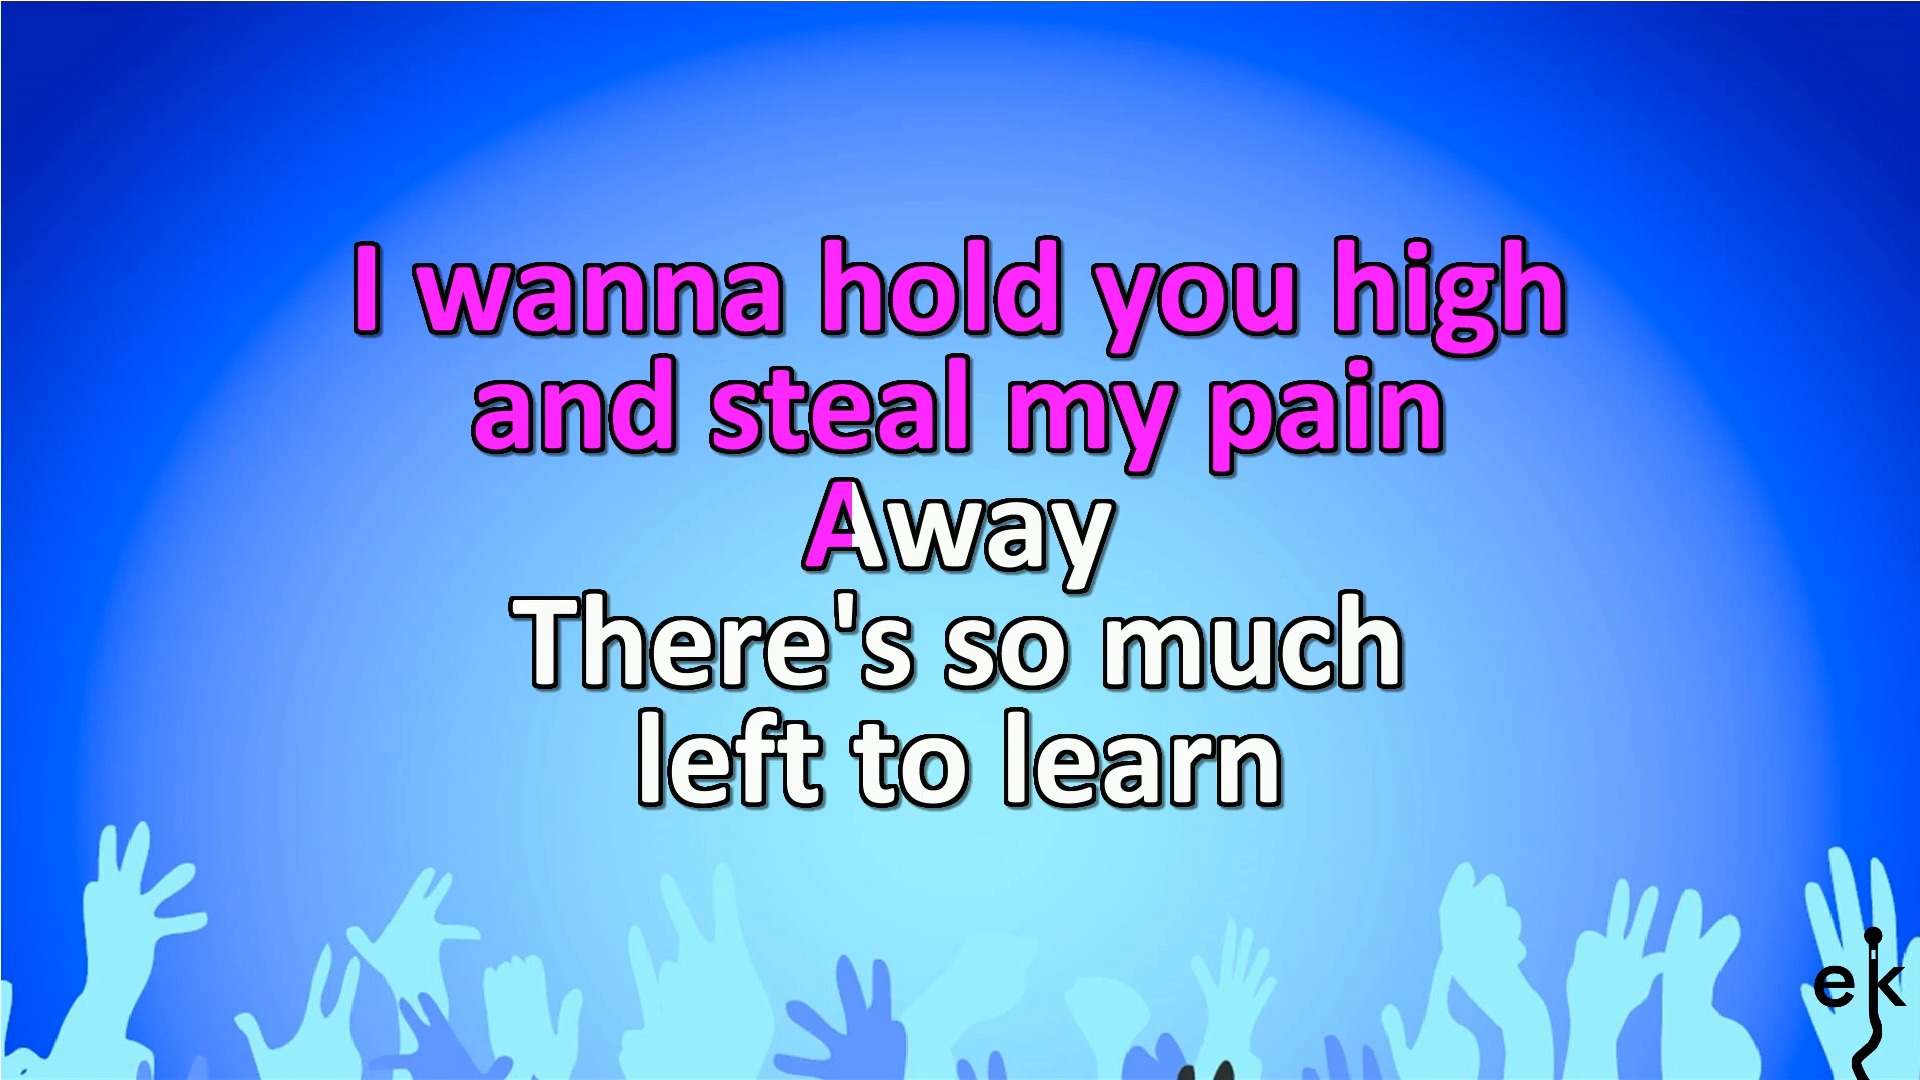 I wanna hold you high
and steal my pain
Away
There's so much
left to learn
ek